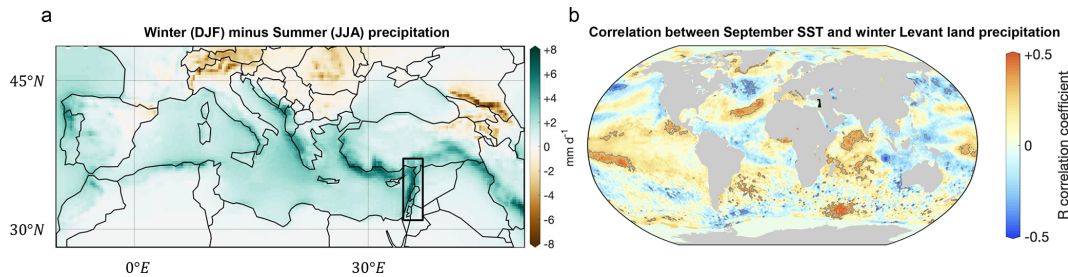 a
Winter (DJF) minus Summer (JJA) precipitation
45°N
30°N
0°E
30°E
+8
+6
+4
+2
0
-2
-4
-6
-8
mm d⁻¹
b
Correlation between September SST and winter Levant land precipitation
+0.5
0
-0.5
R correlation coefficient